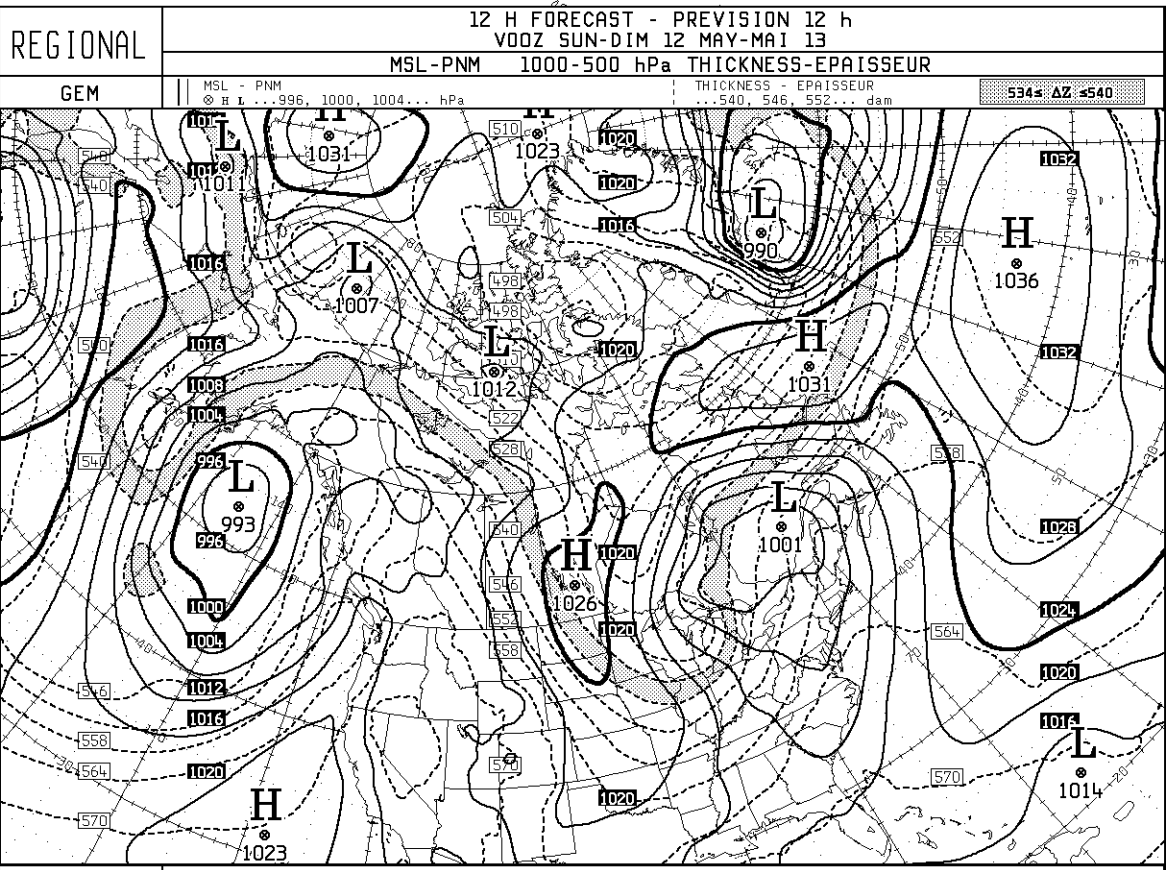 REGIONAL
12 H FORECAST - PREVISION 12 h
V00Z SUN-DIM 12 MAY-MAI 13
MSL-PNM 1000-500 hPa THICKNESS-EPAISSEUR
GEM
MSL - PNM
⊗ H L ...996, 1000, 1004... hPa
THICKNESS - EPAISSEUR
...540, 546, 552... dam
534≤ ΔZ ≤540
L
1011
H
1031
510
H
1023
1020
1032
540
1020
504
1016
L
990
552
H
1036
1016
L
1007
498
498
1016
L
1012
1020
H
1031
1032
1008
1004
522
528
558
996
540
L
993
996
540
L
1001
1028
H
1020
1026
546
552
1000
1020
1024
1004
558
564
546
1012
1020
1016
1016
558
L
1014
564
1020
570
570
570
H
1023
1020